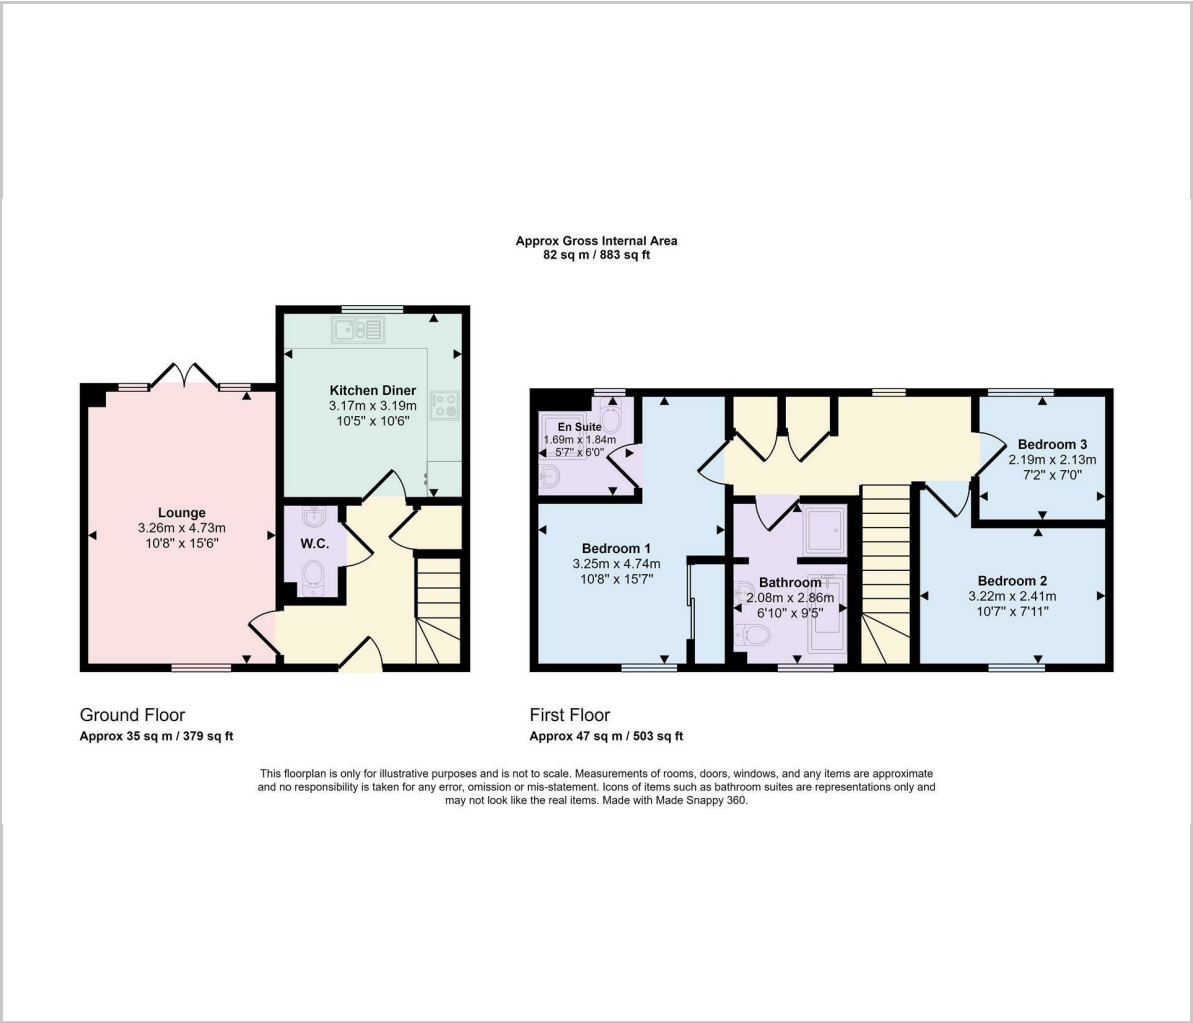 Approx Gross Internal Area
82 sq m / 883 sq ft
Kitchen Diner
3.17m x 3.19m
10'5" x 10'6"
Lounge
3.26m x 4.73m
10'8" x 15'6"
W.C.
En Suite
1.69m x 1.84m
5'7" x 6'0"
Bedroom 3
2.19m x 2.13m
7'2" x 7'0"
Bedroom 1
3.25m x 4.74m
10'8" x 15'7"
Bathroom
2.08m x 2.86m
6'10" x 9'5"
Bedroom 2
3.22m x 2.41m
10'7" x 7'11"
Ground Floor
Approx 35 sq m / 379 sq ft
First Floor
Approx 47 sq m / 503 sq ft
This floorplan is only for illustrative purposes and is not to scale. Measurements of rooms, doors, windows, and any items are approximate
and no responsibility is taken for any error, omission or mis-statement. Icons of items such as bathroom suites are representations only and
may not look like the real items. Made with Made Snappy 360.